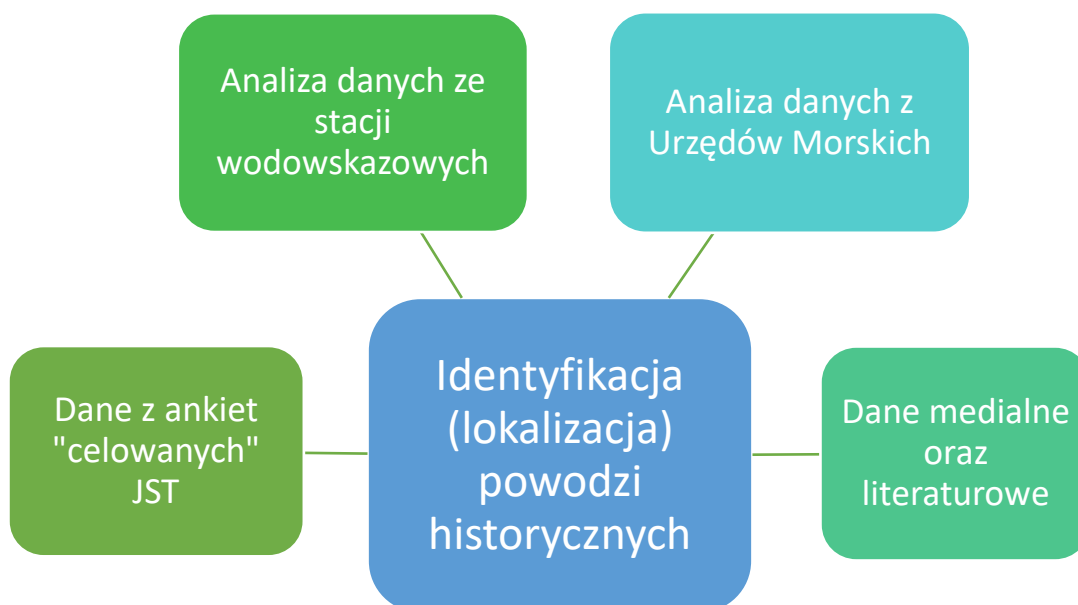 Analiza danych ze
stacji
wodowskazowych
Analiza danych z
Urzędów Morskich
Dane z ankiet
"celowanych"
JST
Identyfikacja
(lokalizacja)
powodzi
historycznych
Dane medialne
oraz
literaturowe